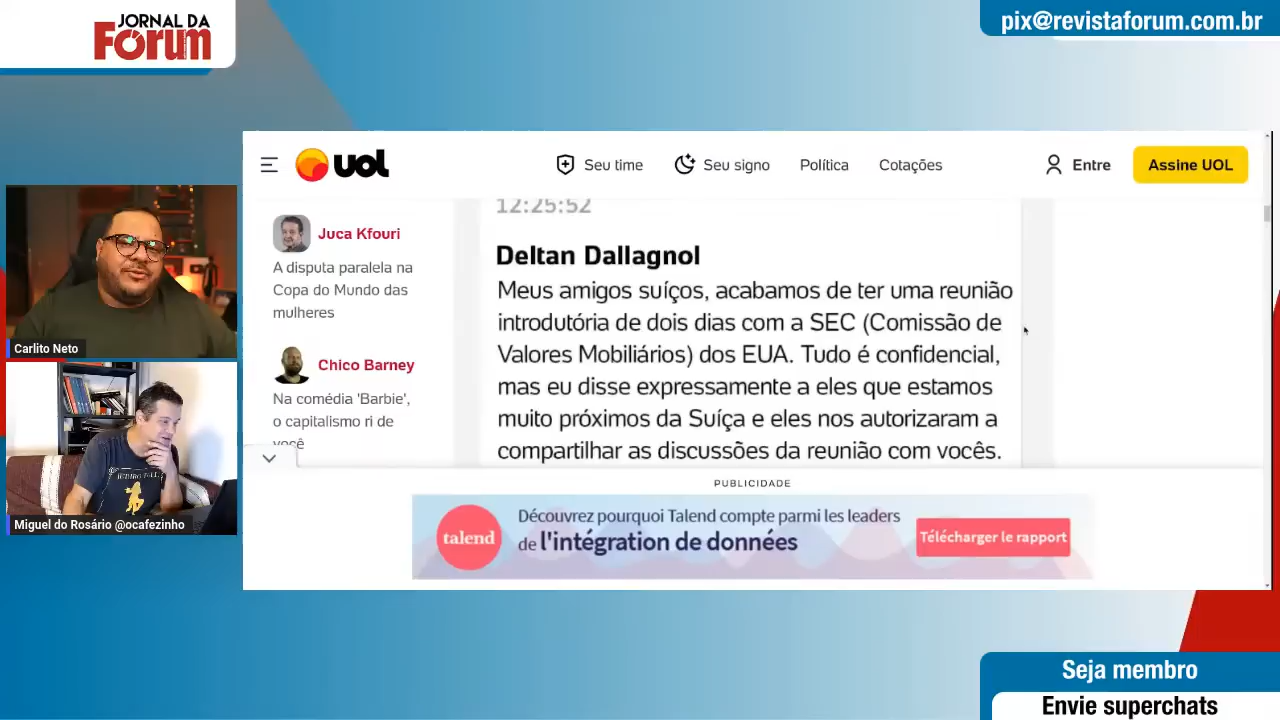 JORNAL DA
Fórum
pix@revistaforum.com.br
UOL
Seu time
Seu signo
Política
Cotações
Entre
Assine UOL
Juca Kfouri
A disputa paralela na
Copa do Mundo das
mulheres
Chico Barney
Na comédia 'Barbie',
o capitalismo ri de
você
12:25:52
Deltan Dallagnol
Meus amigos suíços, acabamos de ter uma reunião
introdutória de dois dias com a SEC (Comissão de
Valores Mobiliários) dos EUA. Tudo é confidencial,
mas eu disse expressamente a eles que estamos
muito próximos da Suíça e eles nos autorizaram a
compartilhar as discussões da reunião com vocês.
PUBLICIDADE
talend
Découvrez pourquoi Talend compte parmi les leaders
de l'intégration de données
Télécharger le rapport
Carlito Neto
Miguel do Rosário @ocafezinho
Seja membro
Envie superchats